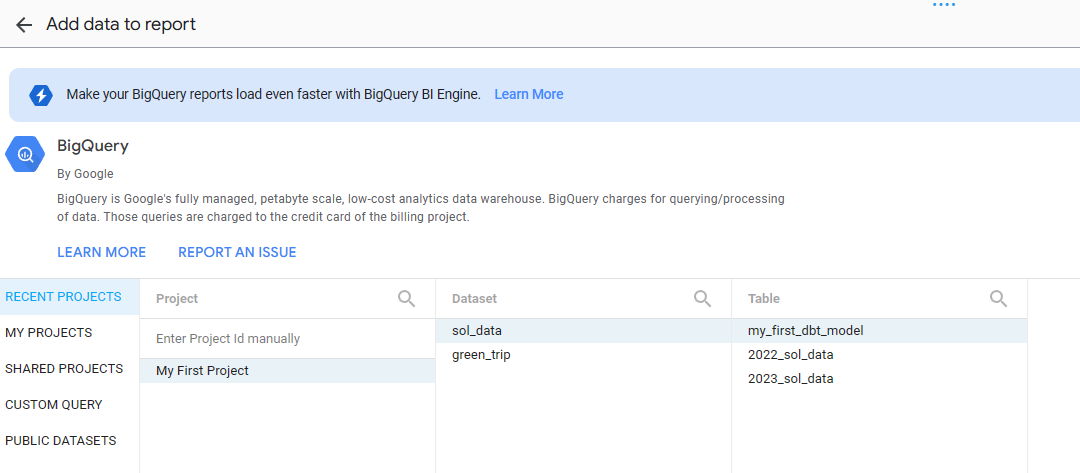 Add data to report
Make your BigQuery reports load even faster with BigQuery BI Engine. Learn More
BigQuery
By Google
BigQuery is Google's fully managed, petabyte scale, low-cost analytics data warehouse. BigQuery charges for querying/processing
of data. Those queries are charged to the credit card of the billing project.
LEARN MORE REPORT AN ISSUE
RECENT PROJECTS
MY PROJECTS
SHARED PROJECTS
CUSTOM QUERY
PUBLIC DATASETS
Project
Enter Project Id manually
My First Project
Dataset
sol_data
green_trip
Table
my_first_dbt_model
2022_sol_data
2023_sol_data